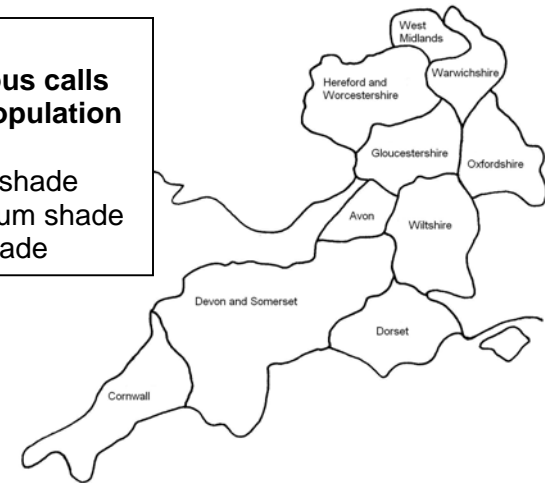 ous calls
opulation
shade
um shade
ade
West
Midlands
Warwichshire
Hereford and
Worcestershire
Gloucestershire
Oxfordshire
Avon
Wiltshire
Devon and Somerset
Dorset
Cornwall